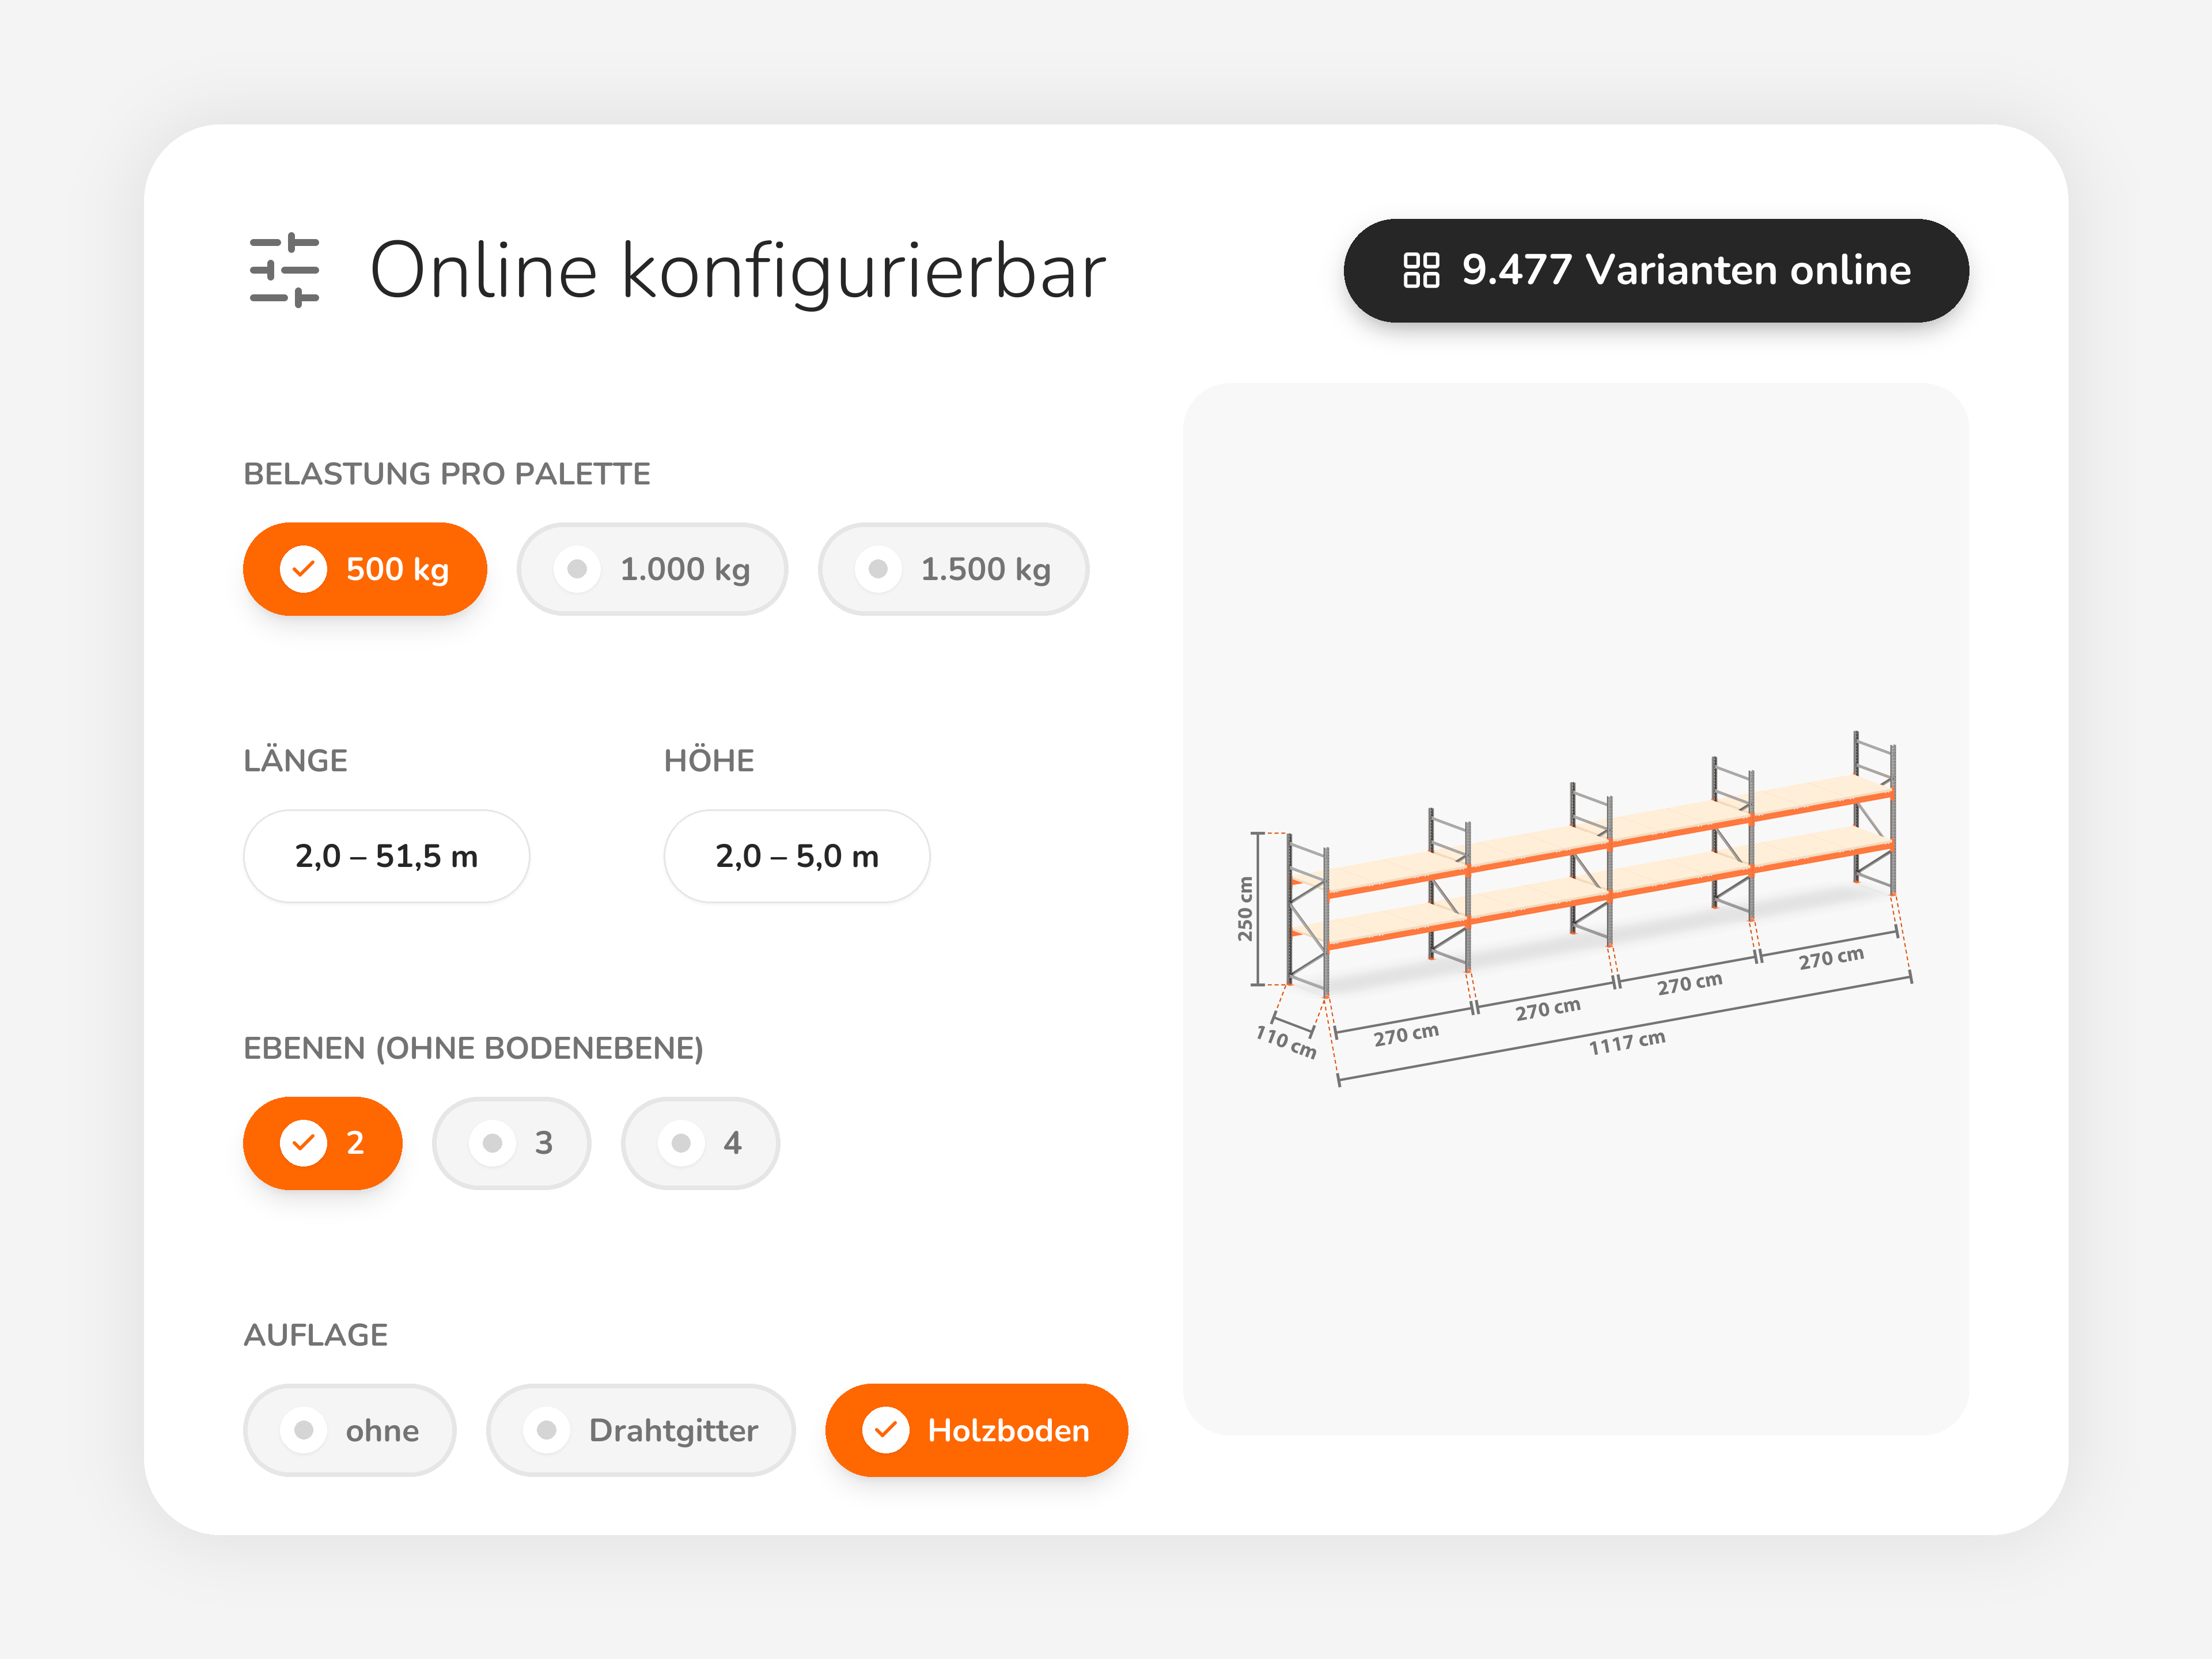 Online konfigurierbar
9.477 Varianten online
BELASTUNG PRO PALETTE
500 kg
1.000 kg
1.500 kg
LÄNGE
HÖHE
2,0 – 51,5 m
2,0 – 5,0 m
EBENEN (OHNE BODENEBENE)
2
3
4
AUFLAGE
ohne
Drahtgitter
Holzboden
250 cm
110 cm
270 cm
270 cm
270 cm
270 cm
1117 cm